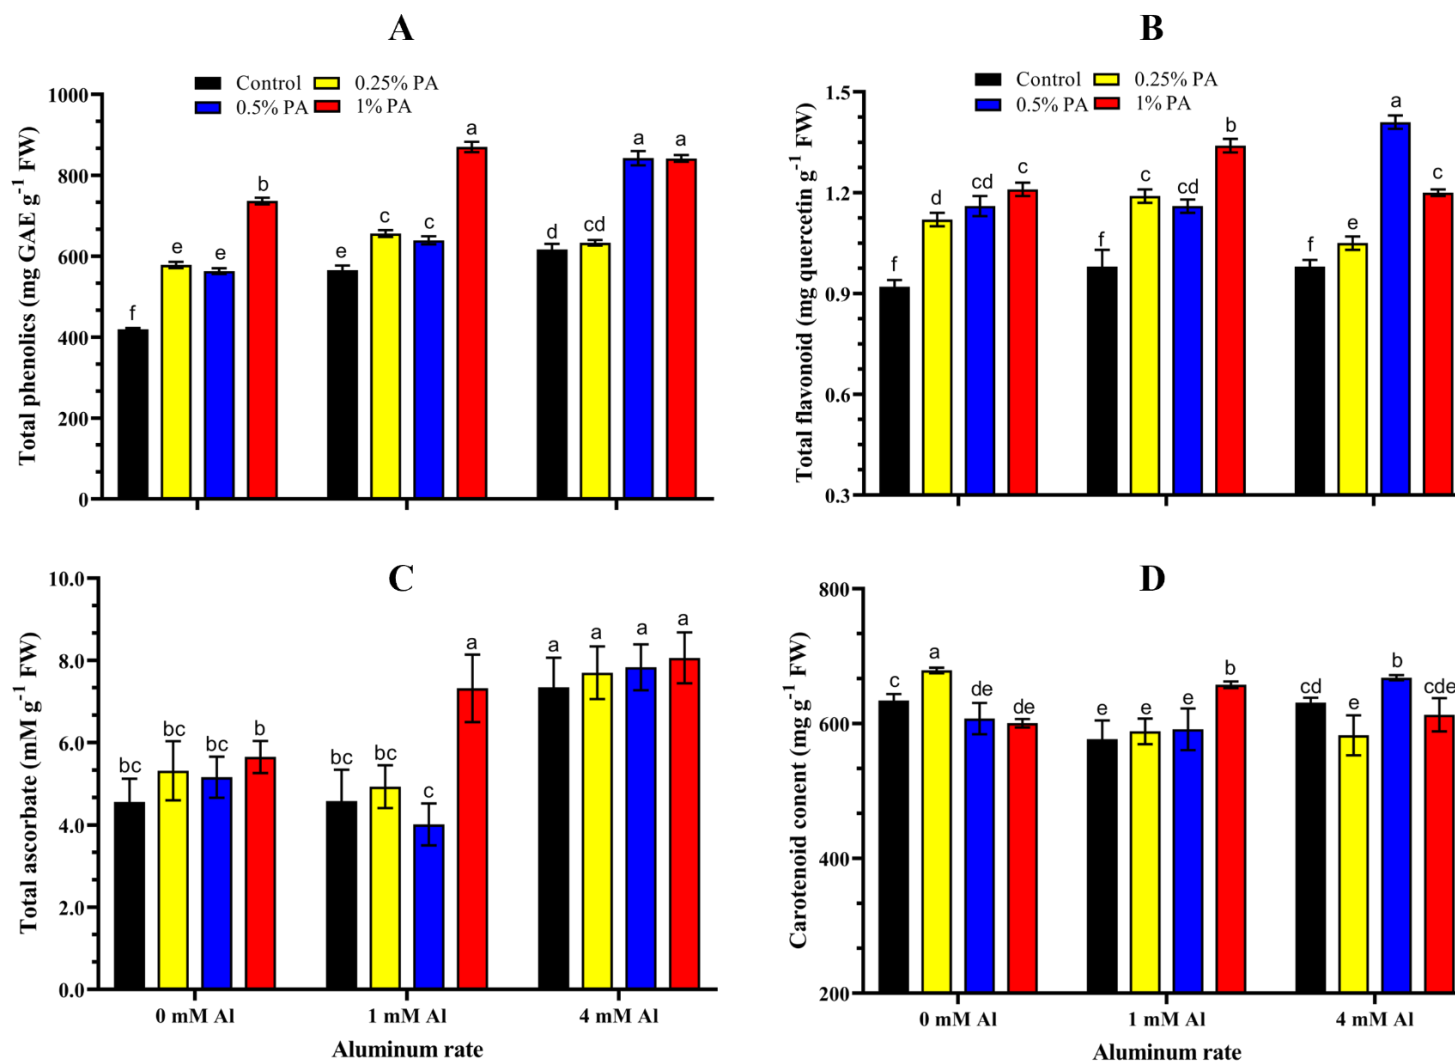 A
Control 0.25% PA
0.5% PA 1% PA
Total phenolics (mg GAE g-1 FW)
1000
800
600
400
200
0
f e e b
e c c a
d cd a a
B
Control 0.25% PA
0.5% PA 1% PA
Total flavonoid (mg quercetin g-1 FW)
1.5
1.2
0.9
0.6
0.3
f d cd c
f c cd b
f e a c
C
Total ascorbate (mM g-1 FW)
10.0
8.0
6.0
4.0
2.0
0.0
bc bc bc b
bc bc c a
a a a a
0 mM Al 1 mM Al 4 mM Al
Aluminum rate
D
Carotenoid conent (mg g-1 FW)
800
600
400
200
c a de de
e e e b
cd e b cde
0 mM Al 1 mM Al 4 mM Al
Aluminum rate